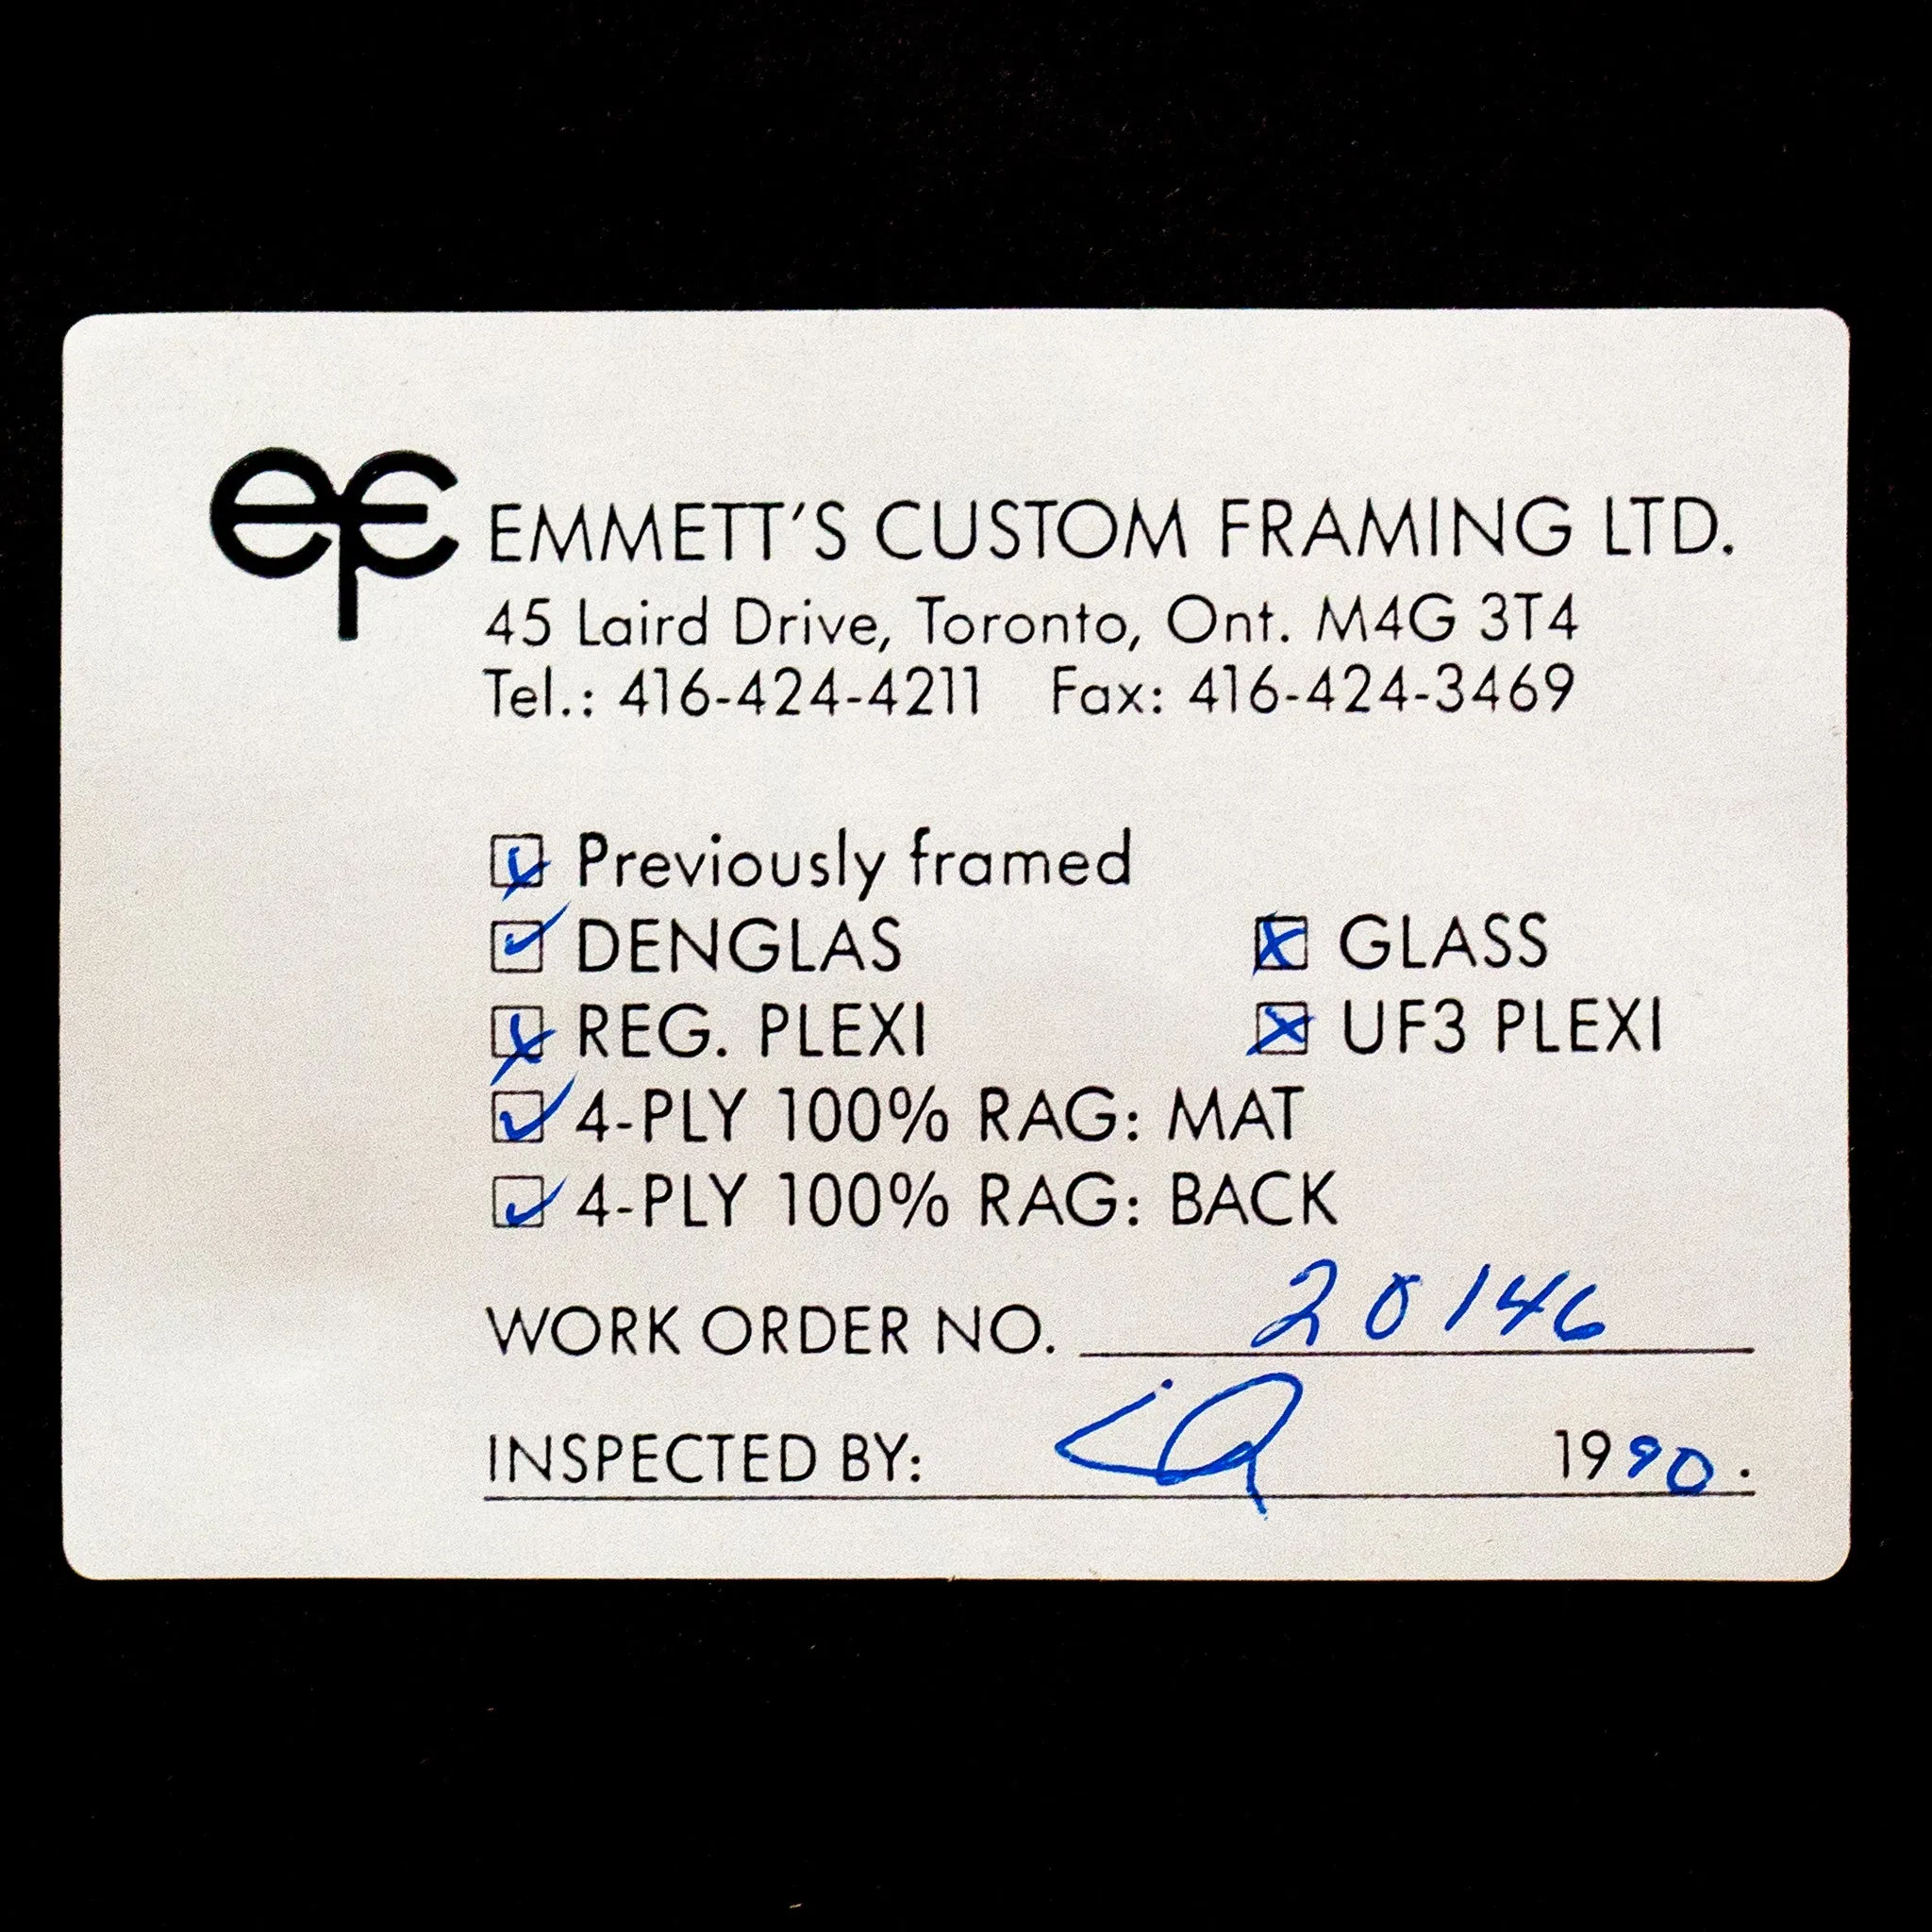 ecf EMMETT'S CUSTOM FRAMING LTD.
45 Laird Drive, Toronto, Ont. M4G 3T4
Tel.: 416-424-4211 Fax: 416-424-3469
☒ Previously framed
☑ DENGLAS ☒ GLASS
☒ REG. PLEXI ☒ UF3 PLEXI
☑ 4-PLY 100% RAG: MAT
☑ 4-PLY 100% RAG: BACK
WORK ORDER NO. 20146
INSPECTED BY: 1990.